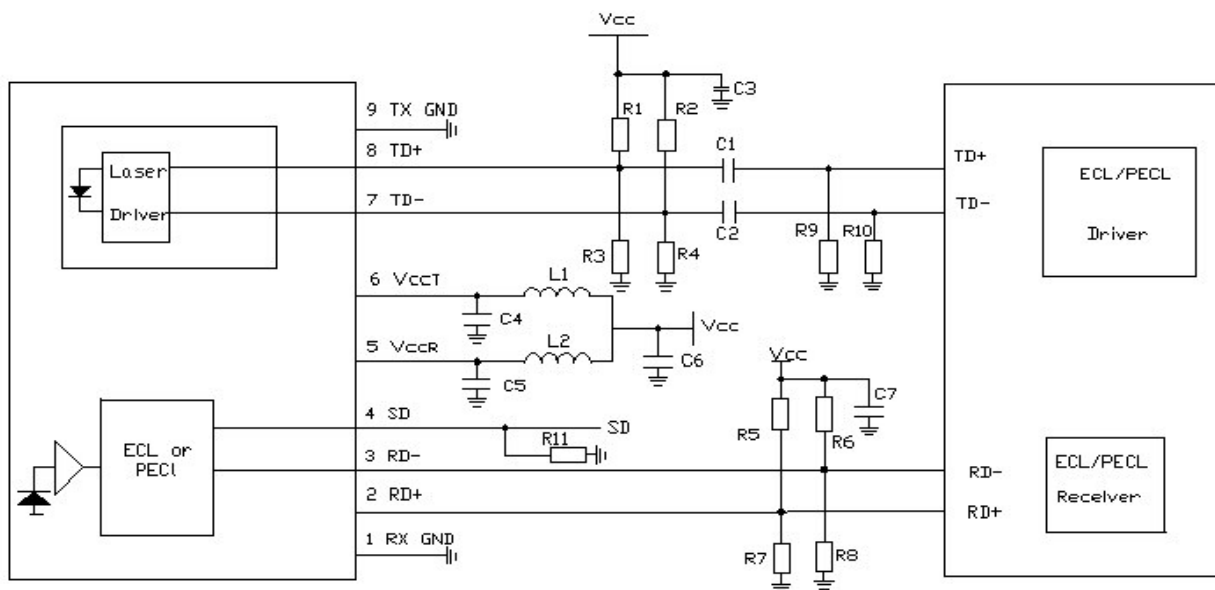 Vcc
C3
R1
R2
9 TX GND
8 TD+
C1
TD+
Laser
Driver
ECL/PECL
Driver
7 TD-
C2
TD-
R3
R4
R9
R10
6 VccT
L1
C4
Vcc
5 VccR
L2
C5
C6
Vcc
C7
4 SD
SD
R5
R6
R11
ECL or
PECl
3 RD-
RD-
ECL/PECL
Recelver
2 RD+
RD+
1 RX GND
R7
R8